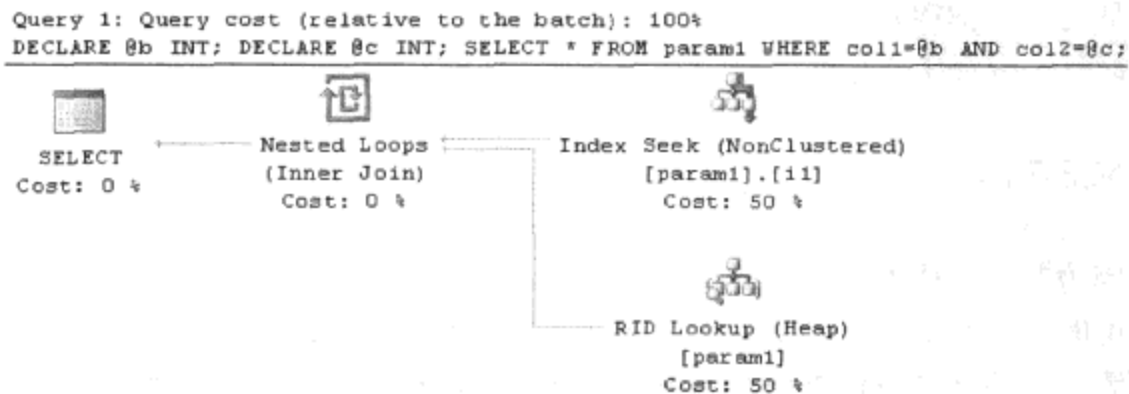 Query 1: Query cost (relative to the batch): 100%
DECLARE @b INT; DECLARE @c INT; SELECT * FROM param1 WHERE col1=@b AND col2=@c;
SELECT
Cost: 0 %
Nested Loops
(Inner Join)
Cost: 0 %
Index Seek (NonClustered)
[param1].[i1]
Cost: 50 %
RID Lookup (Heap)
[param1]
Cost: 50 %